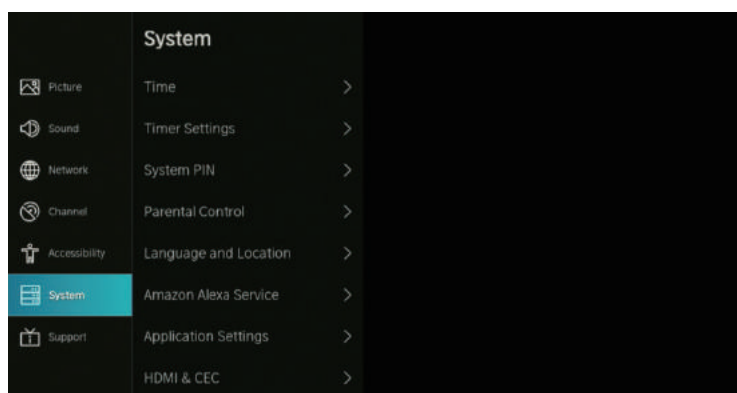 System
Picture
Time
Sound
Timer Settings
Network
System PIN
Channel
Parental Control
Accessibility
Language and Location
System
Amazon Alexa Service
Support
Application Settings
HDMI & CEC